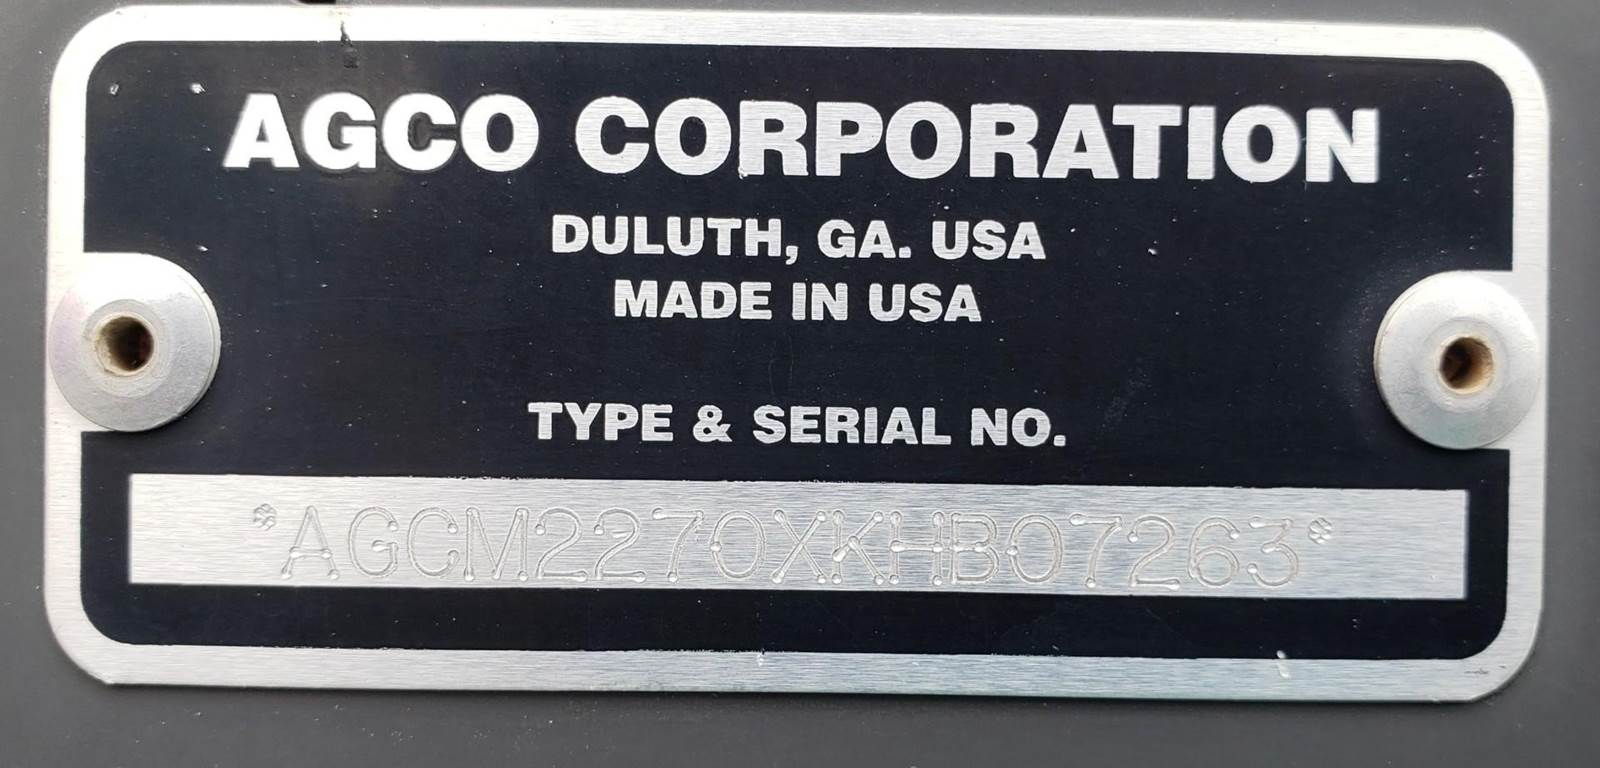 AGCO CORPORATION
DULUTH, GA. USA
MADE IN USA
TYPE & SERIAL NO.
*AGCM2270XKHB07263*